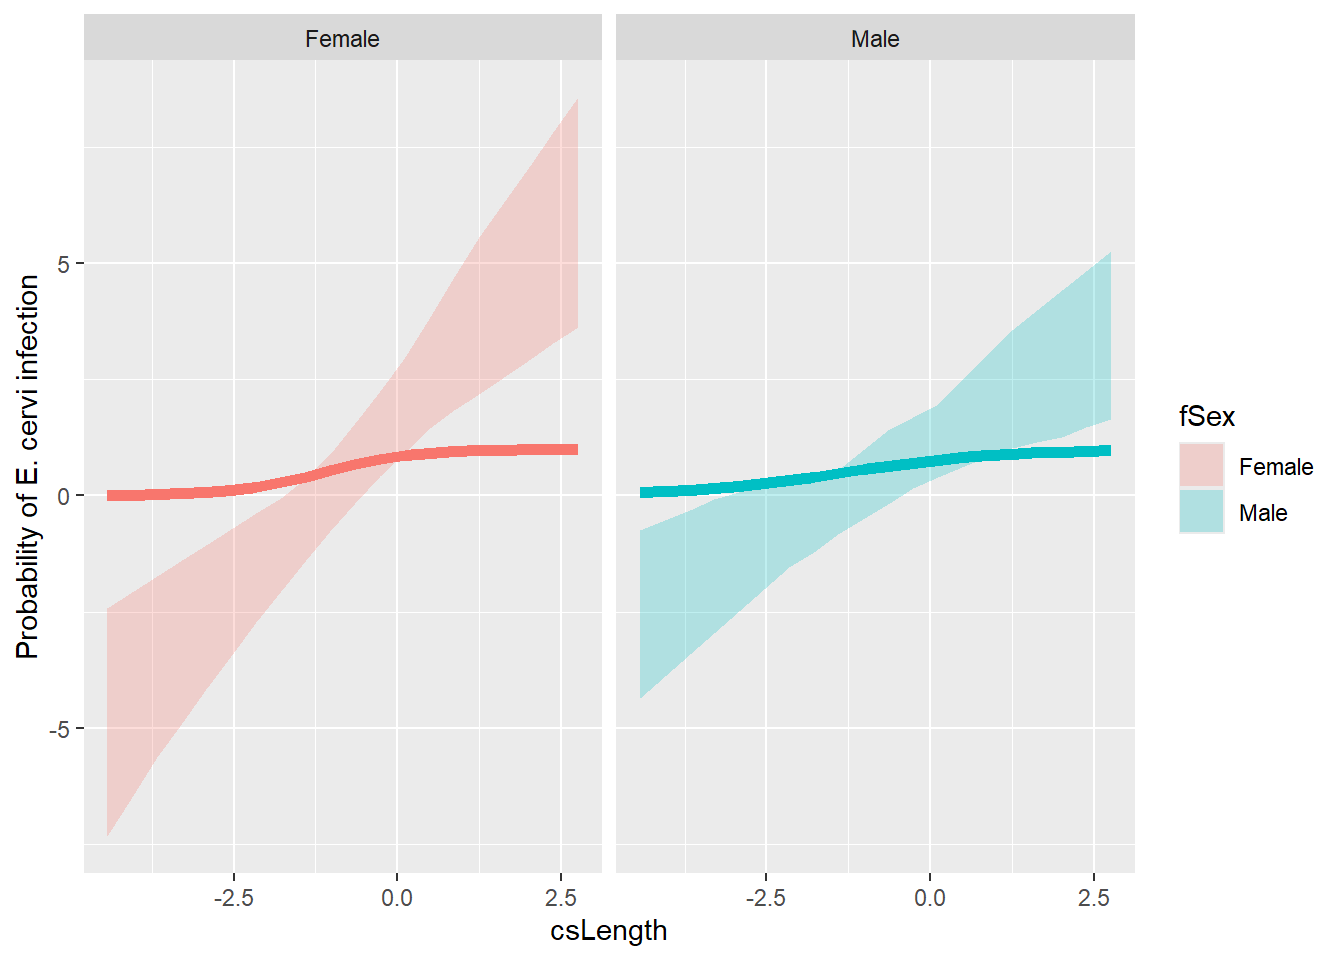 Female
Male
Probability of E. cervi infection
5
0
-5
-2.5
0.0
2.5
-2.5
0.0
2.5
csLength
fSex
Female
Male